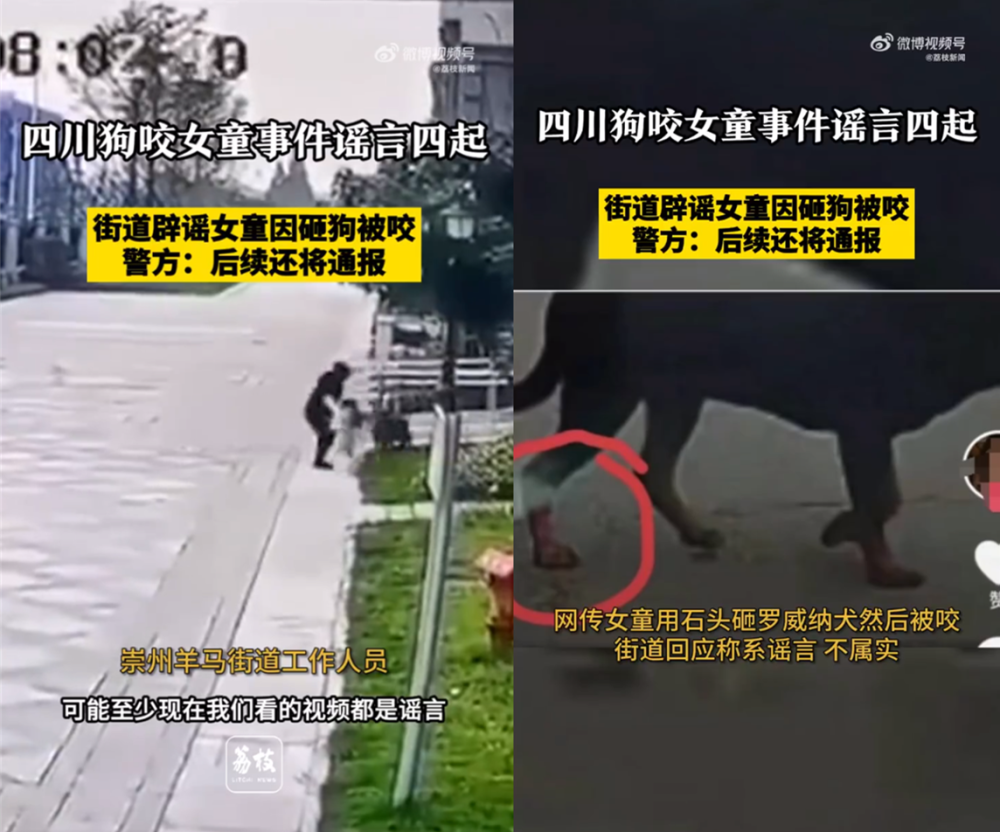 08:02
微博视频号
@荔枝新闻
四川狗咬女童事件谣言四起
街道辟谣女童因砸狗被咬
警方：后续还将通报
崇州羊马街道工作人员
可能至少现在我们看的视频都是谣言
荔枝
LITCHI NEWS
微博视频号
@荔枝新闻
四川狗咬女童事件谣言四起
街道辟谣女童因砸狗被咬
警方：后续还将通报
网传女童用石头砸罗威纳犬然后被咬
街道回应称系谣言 不属实